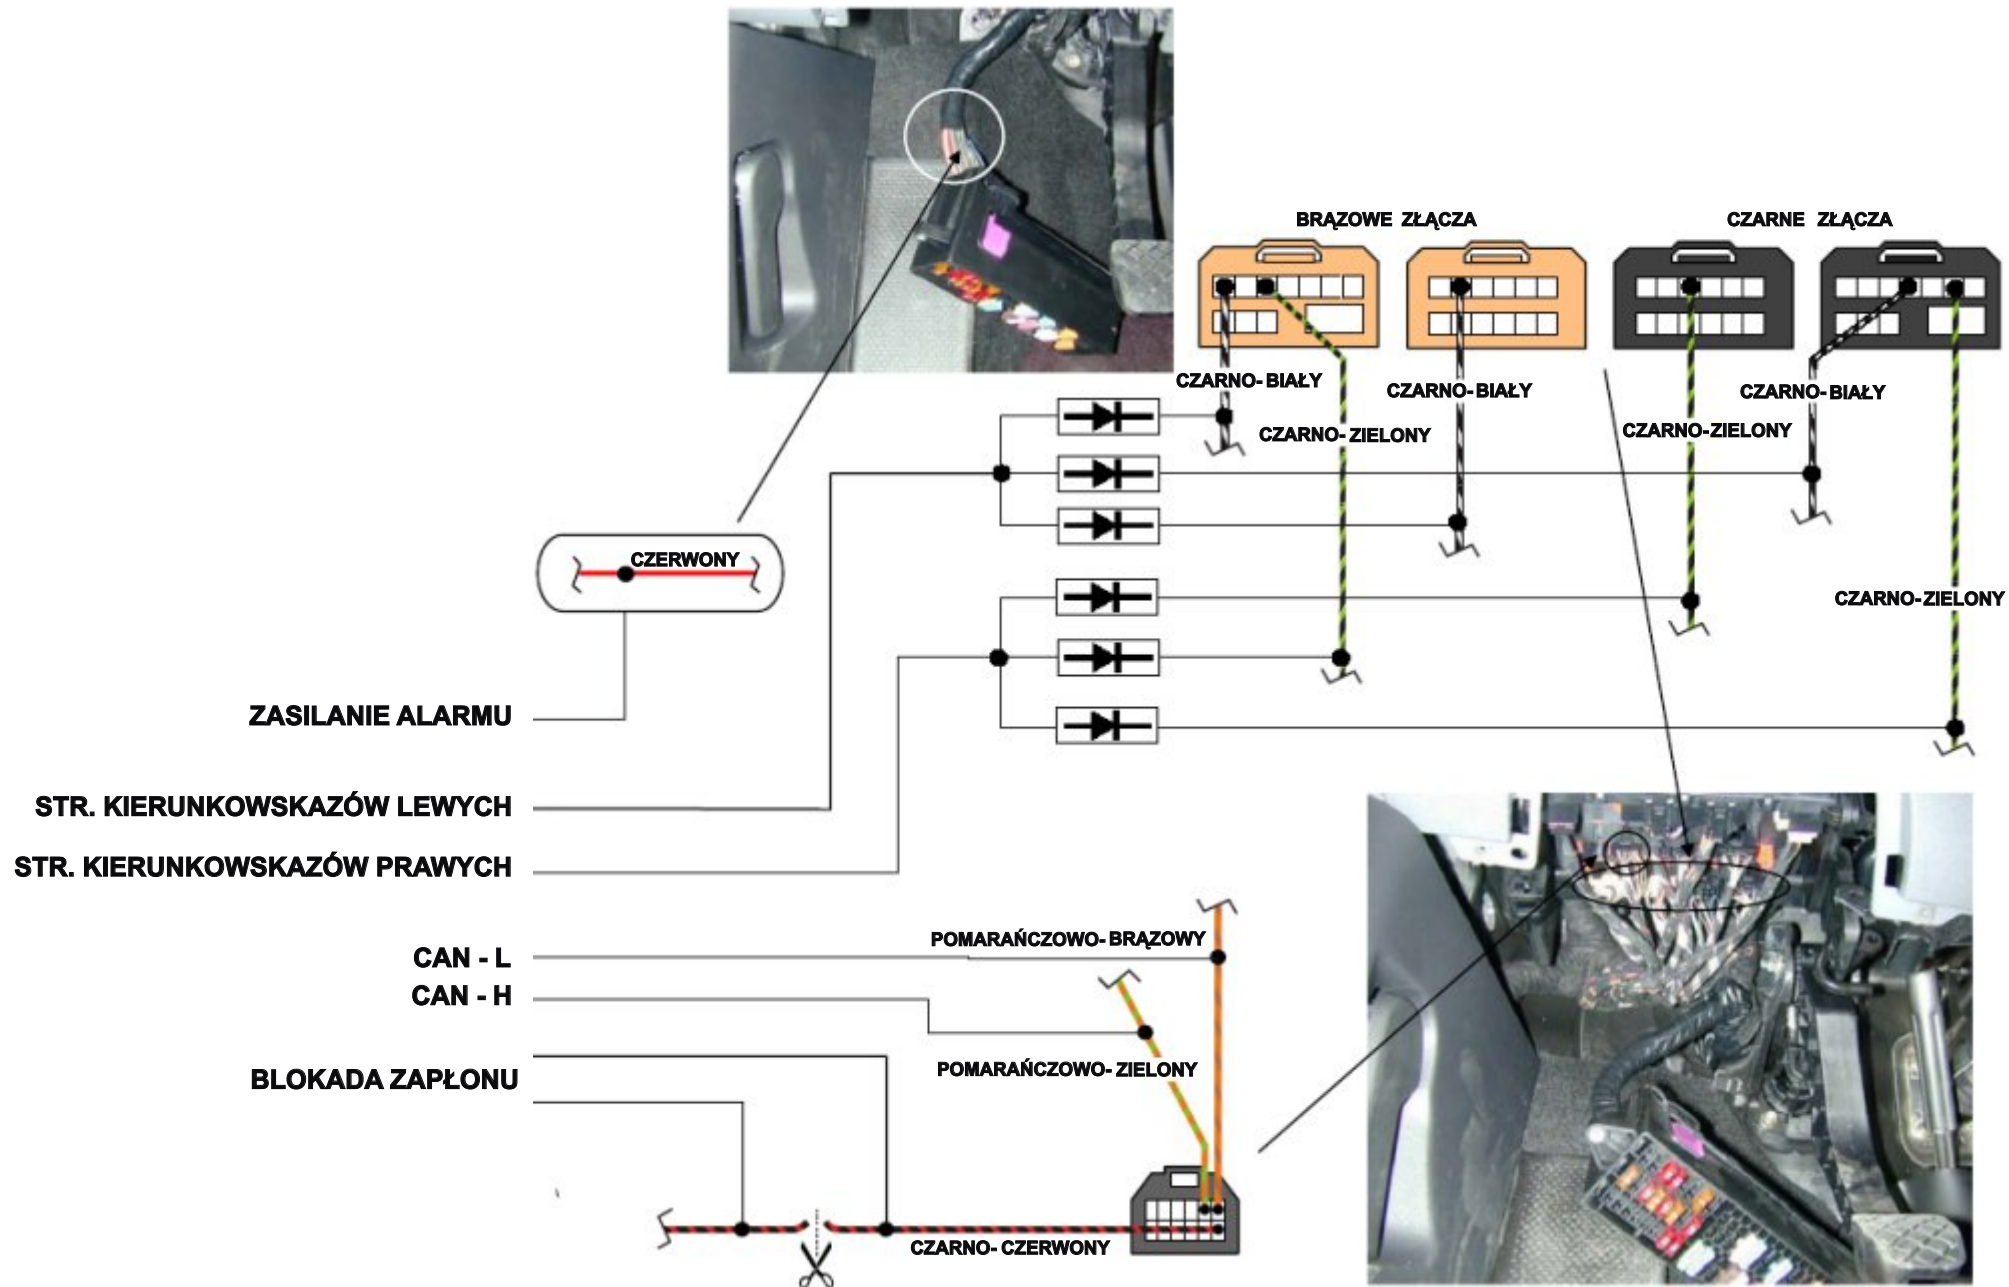 BRĄZOWE ZŁĄCZA
CZARNE ZŁĄCZA
CZARNO-BIAŁY
CZARNO-BIAŁY
CZARNO-BIAŁY
CZARNO-ZIELONY
CZARNO-ZIELONY
CZERWONY
CZARNO-ZIELONY
ZASILANIE ALARMU
STR. KIERUNKOWSKAZÓW LEWYCH
STR. KIERUNKOWSKAZÓW PRAWYCH
POMARAŃCZOWO-BRĄZOWY
CAN - L
CAN - H
POMARAŃCZOWO-ZIELONY
BLOKADA ZAPŁONU
CZARNO-CZERWONY